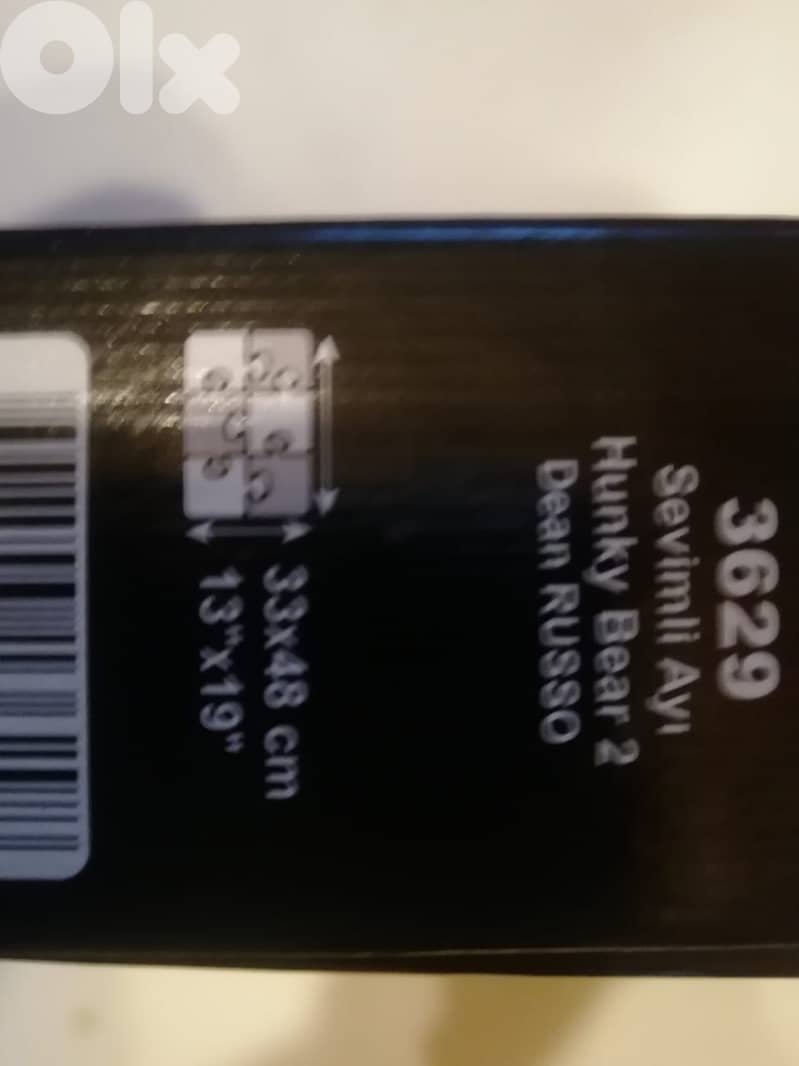 OLX
3629
Sevimli Ayı
Hunky Bear 2
Dean RUSSO
33x48 cm
13"x19"